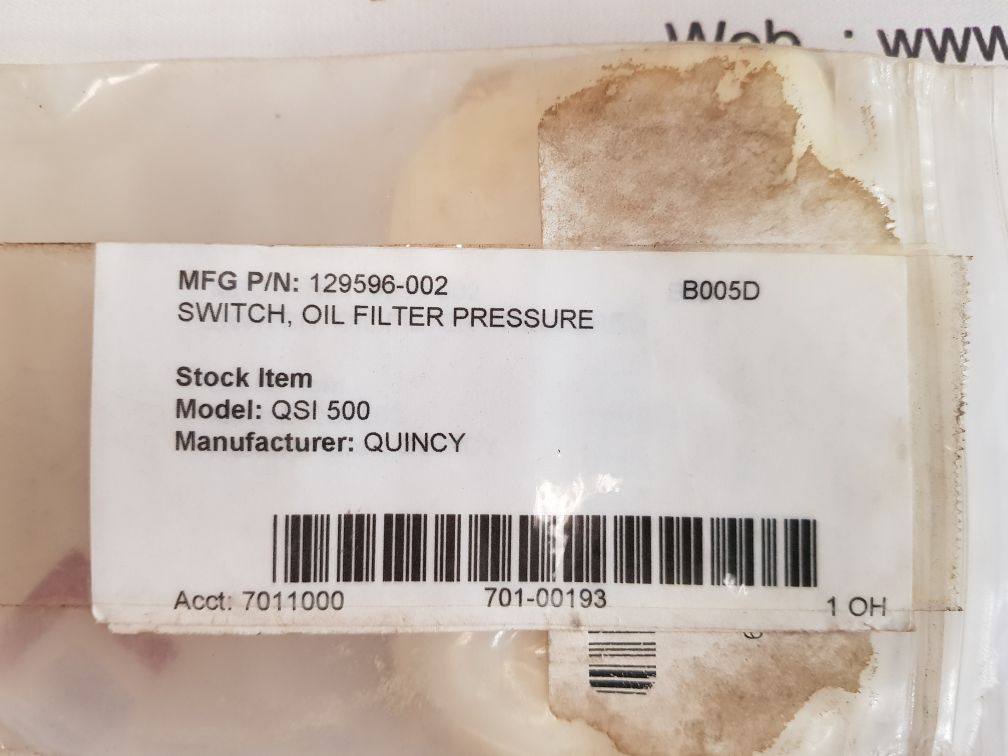 Web : www
MFG P/N: 129596-002 B005D
SWITCH, OIL FILTER PRESSURE
Stock Item
Model: QSI 500
Manufacturer: QUINCY
Acct: 7011000 701-00193 1 OH